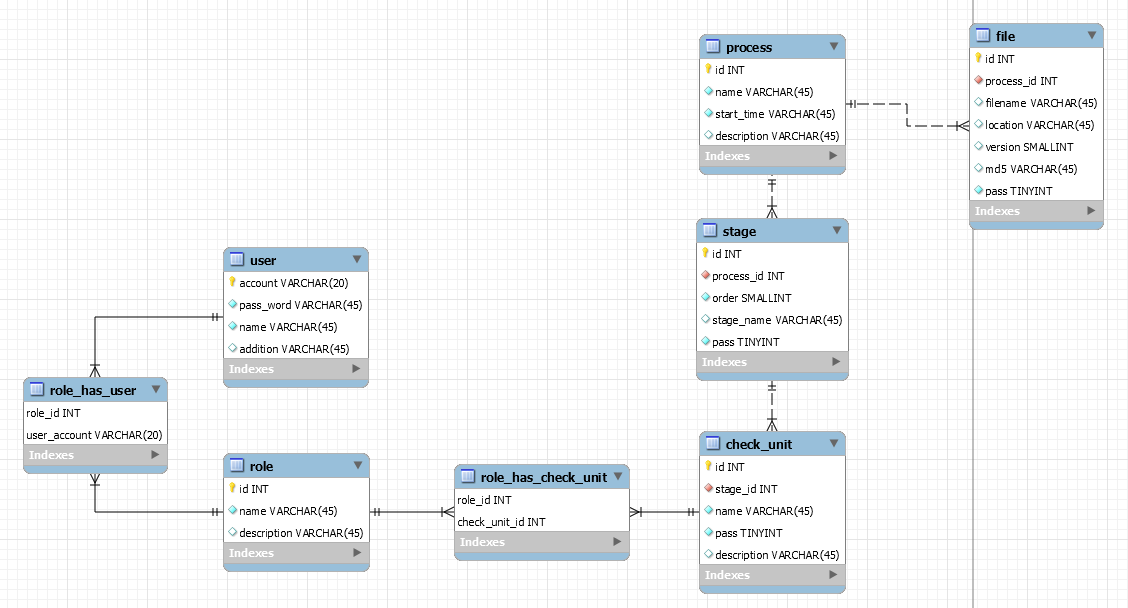 process
id INT
name VARCHAR(45)
start_time VARCHAR(45)
description VARCHAR(45)
Indexes
file
id INT
process_id INT
filename VARCHAR(45)
location VARCHAR(45)
version SMALLINT
md5 VARCHAR(45)
pass TINYINT
Indexes
stage
id INT
process_id INT
order SMALLINT
stage_name VARCHAR(45)
pass TINYINT
Indexes
user
account VARCHAR(20)
pass_word VARCHAR(45)
name VARCHAR(45)
addition VARCHAR(45)
Indexes
role_has_user
role_id INT
user_account VARCHAR(20)
Indexes
role
id INT
name VARCHAR(45)
description VARCHAR(45)
Indexes
role_has_check_unit
role_id INT
check_unit_id INT
Indexes
check_unit
id INT
stage_id INT
name VARCHAR(45)
pass TINYINT
description VARCHAR(45)
Indexes